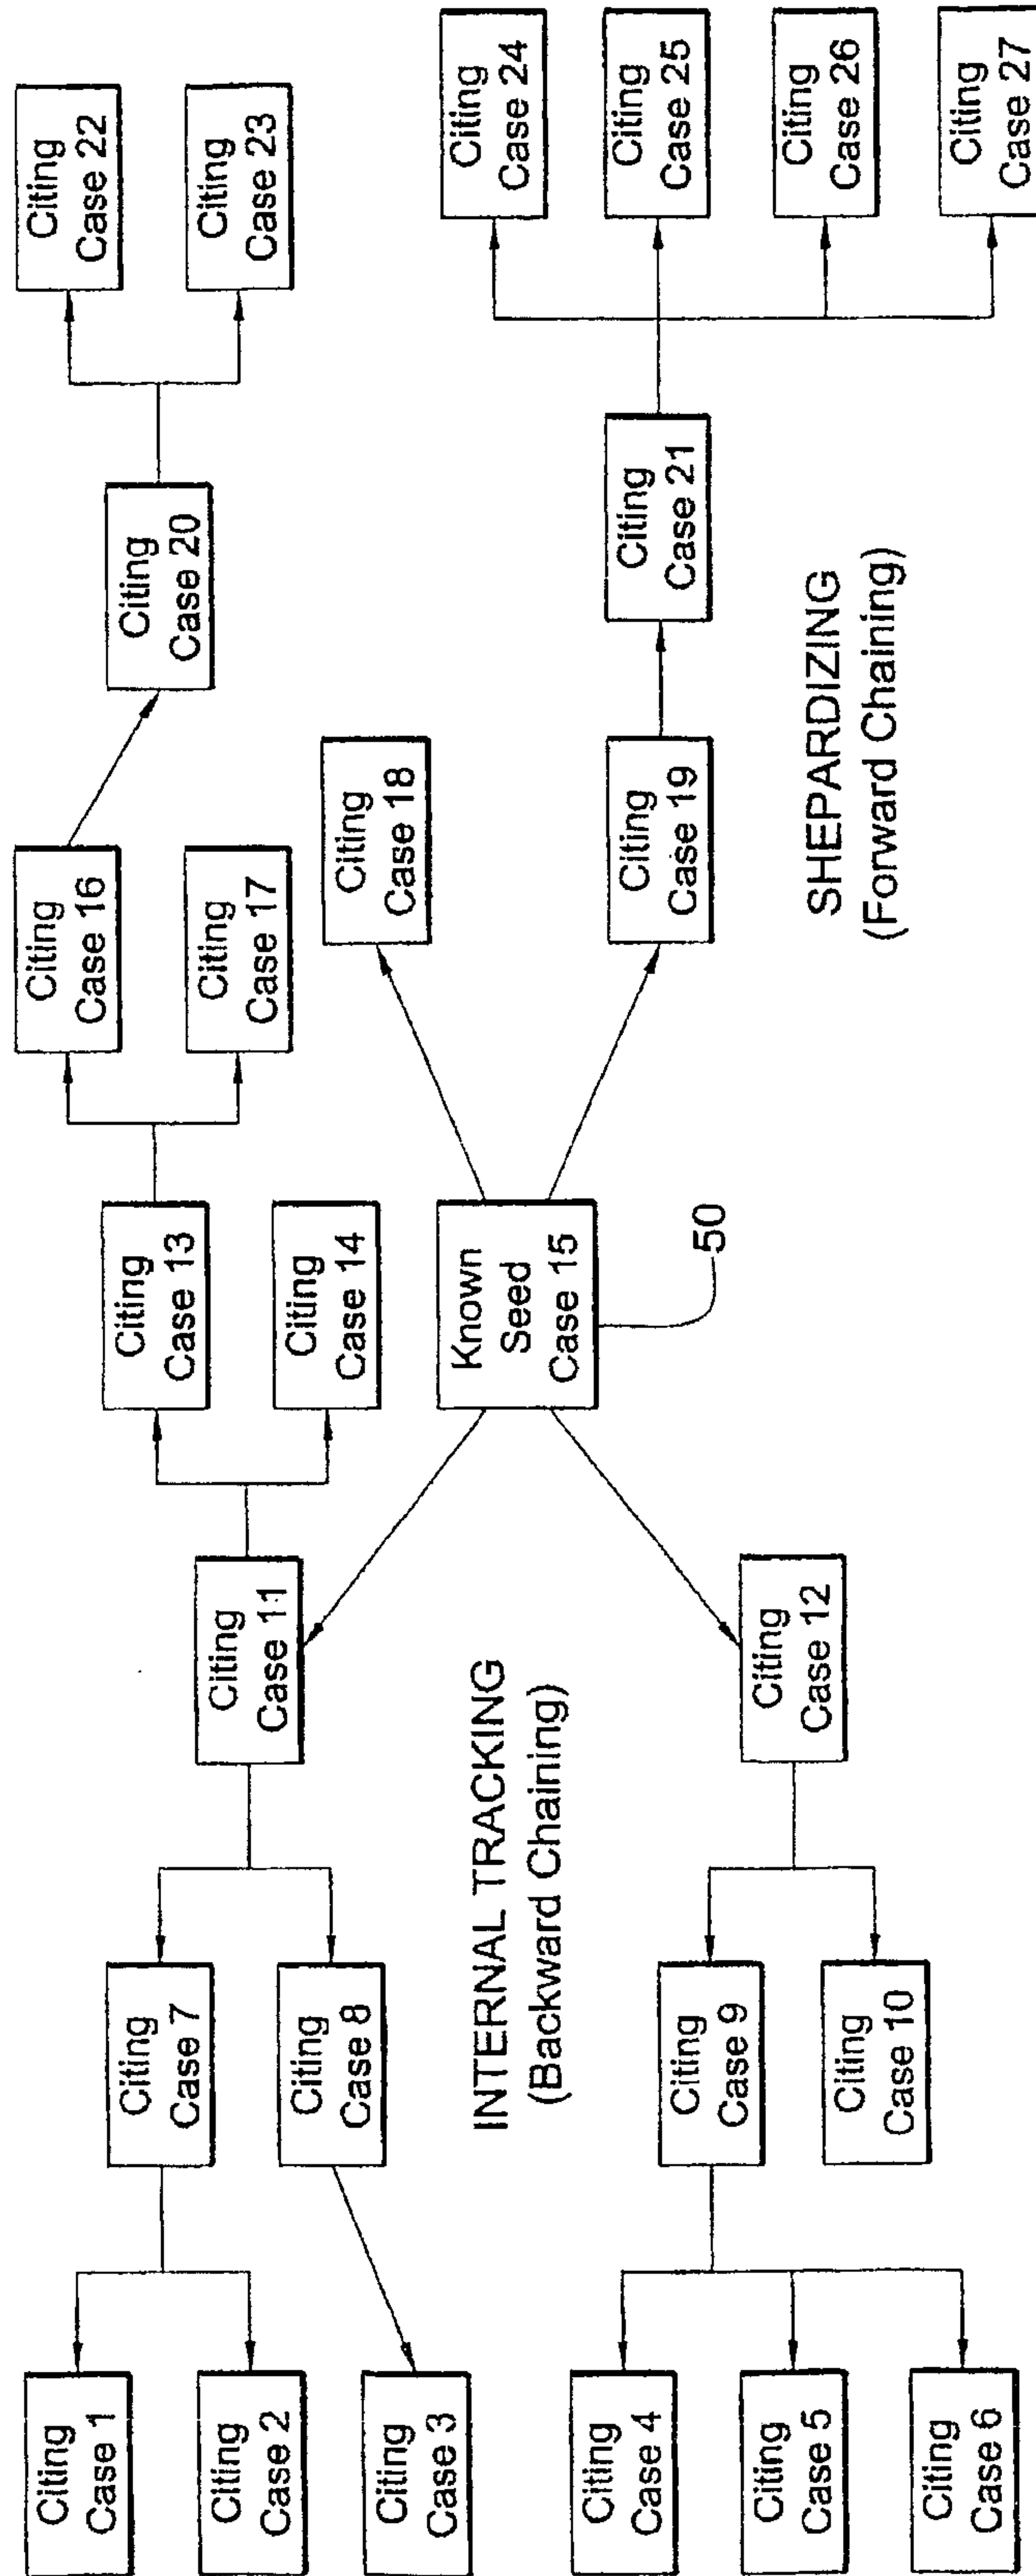 Citing
Case 1
Citing
Case 2
Citing
Case 3
Citing
Case 4
Citing
Case 5
Citing
Case 6
Citing
Case 7
Citing
Case 8
Citing
Case 9
Citing
Case 10
INTERNAL TRACKING
(Backward Chaining)
Citing
Case 11
Citing
Case 12
Citing
Case 13
Citing
Case 14
Known
Seed
Case 15
50
Citing
Case 16
Citing
Case 17
Citing
Case 18
Citing
Case 19
SHEPARDIZING
(Forward Chaining)
Citing
Case 20
Citing
Case 21
Citing
Case 22
Citing
Case 23
Citing
Case 24
Citing
Case 25
Citing
Case 26
Citing
Case 27